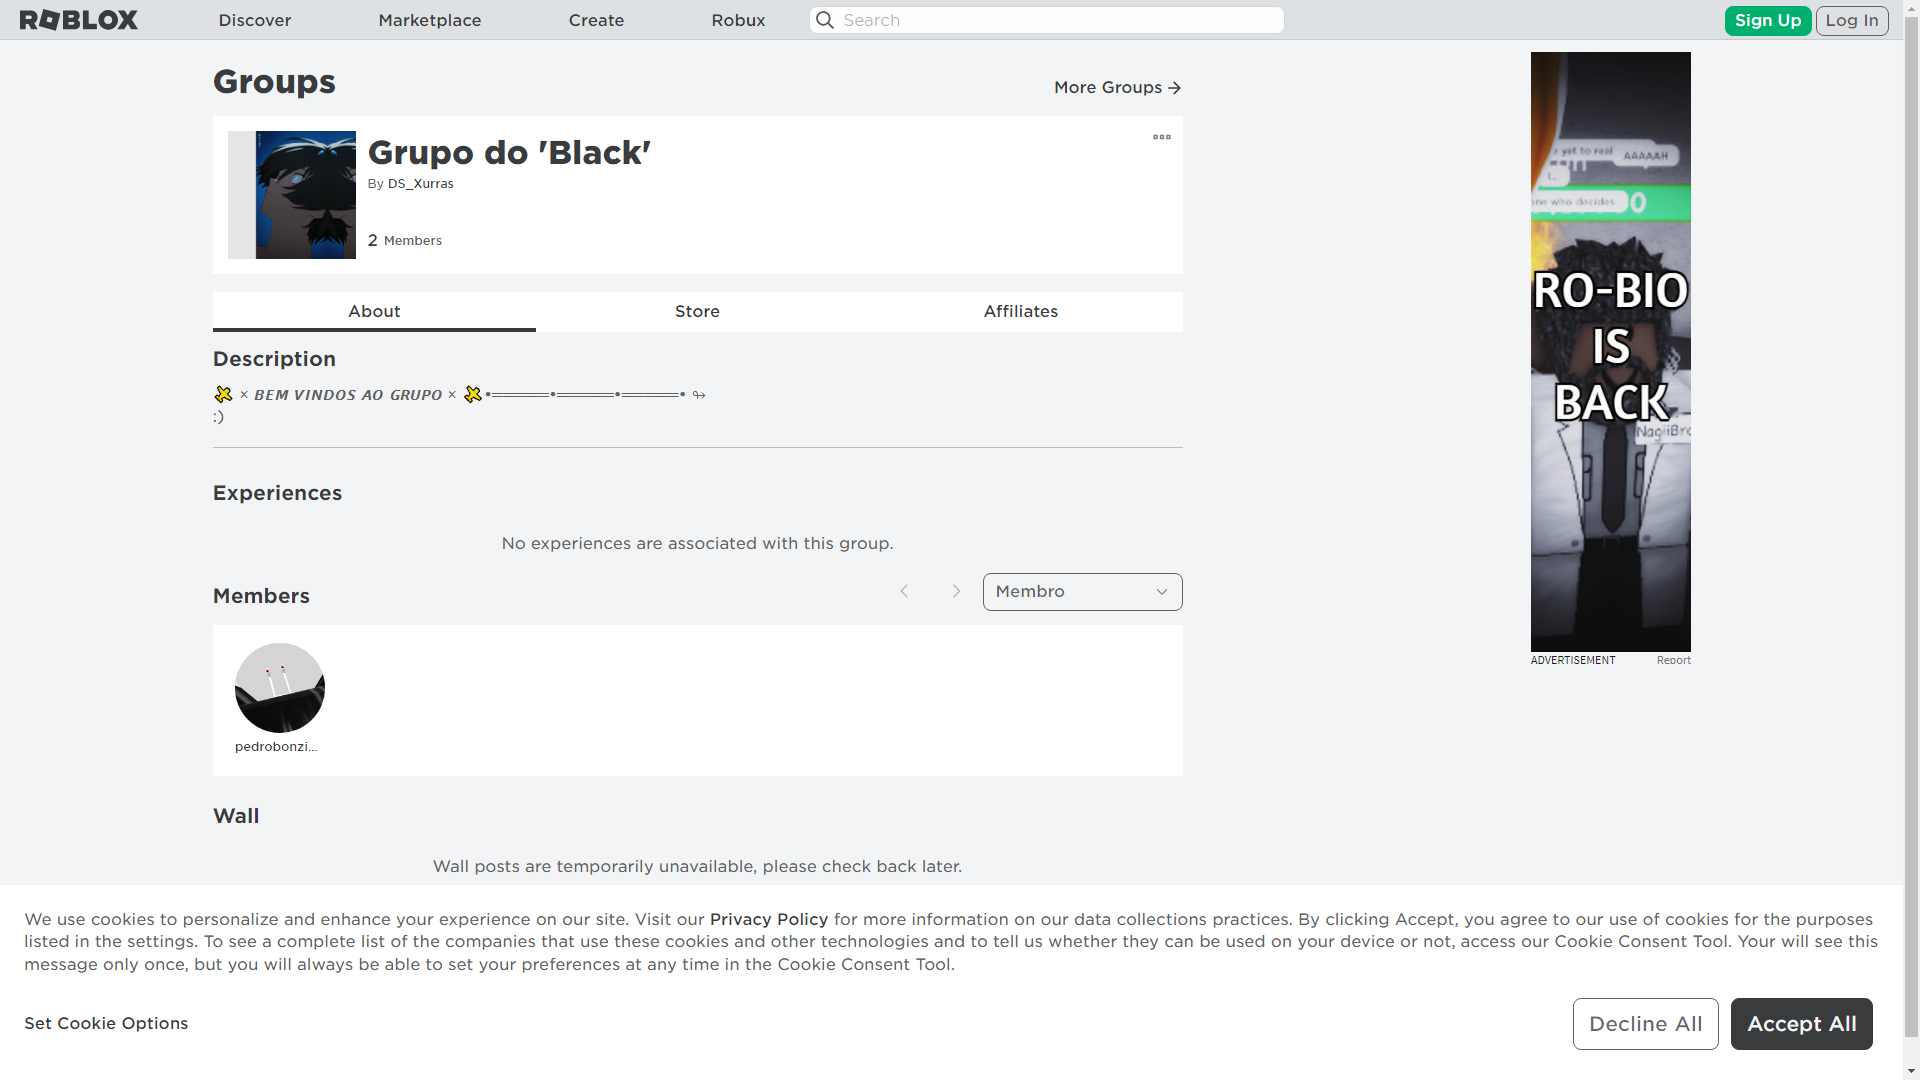 ROBLOX
Discover
Marketplace
Create
Robux
Search
Sign Up
Log In
Groups
More Groups
Grupo do 'Black'
By DS_Xurras
2 Members
About
Store
Affiliates
Description
× BEM VINDOS AO GRUPO × •══════•══════•══════• ↬
:)
Experiences
No experiences are associated with this group.
Members
Membro
pedrobonzi...
Wall
Wall posts are temporarily unavailable, please check back later.
yet to real
AAAAAH
one who decides.
RO-BIO
IS
BACK
ADVERTISEMENT
Report
We use cookies to personalize and enhance your experience on our site. Visit our Privacy Policy for more information on our data collections practices. By clicking Accept, you agree to our use of cookies for the purposes
listed in the settings. To see a complete list of the companies that use these cookies and other technologies and to tell us whether they can be used on your device or not, access our Cookie Consent Tool. Your will see this
message only once, but you will always be able to set your preferences at any time in the Cookie Consent Tool.
Set Cookie Options
Decline All
Accept All